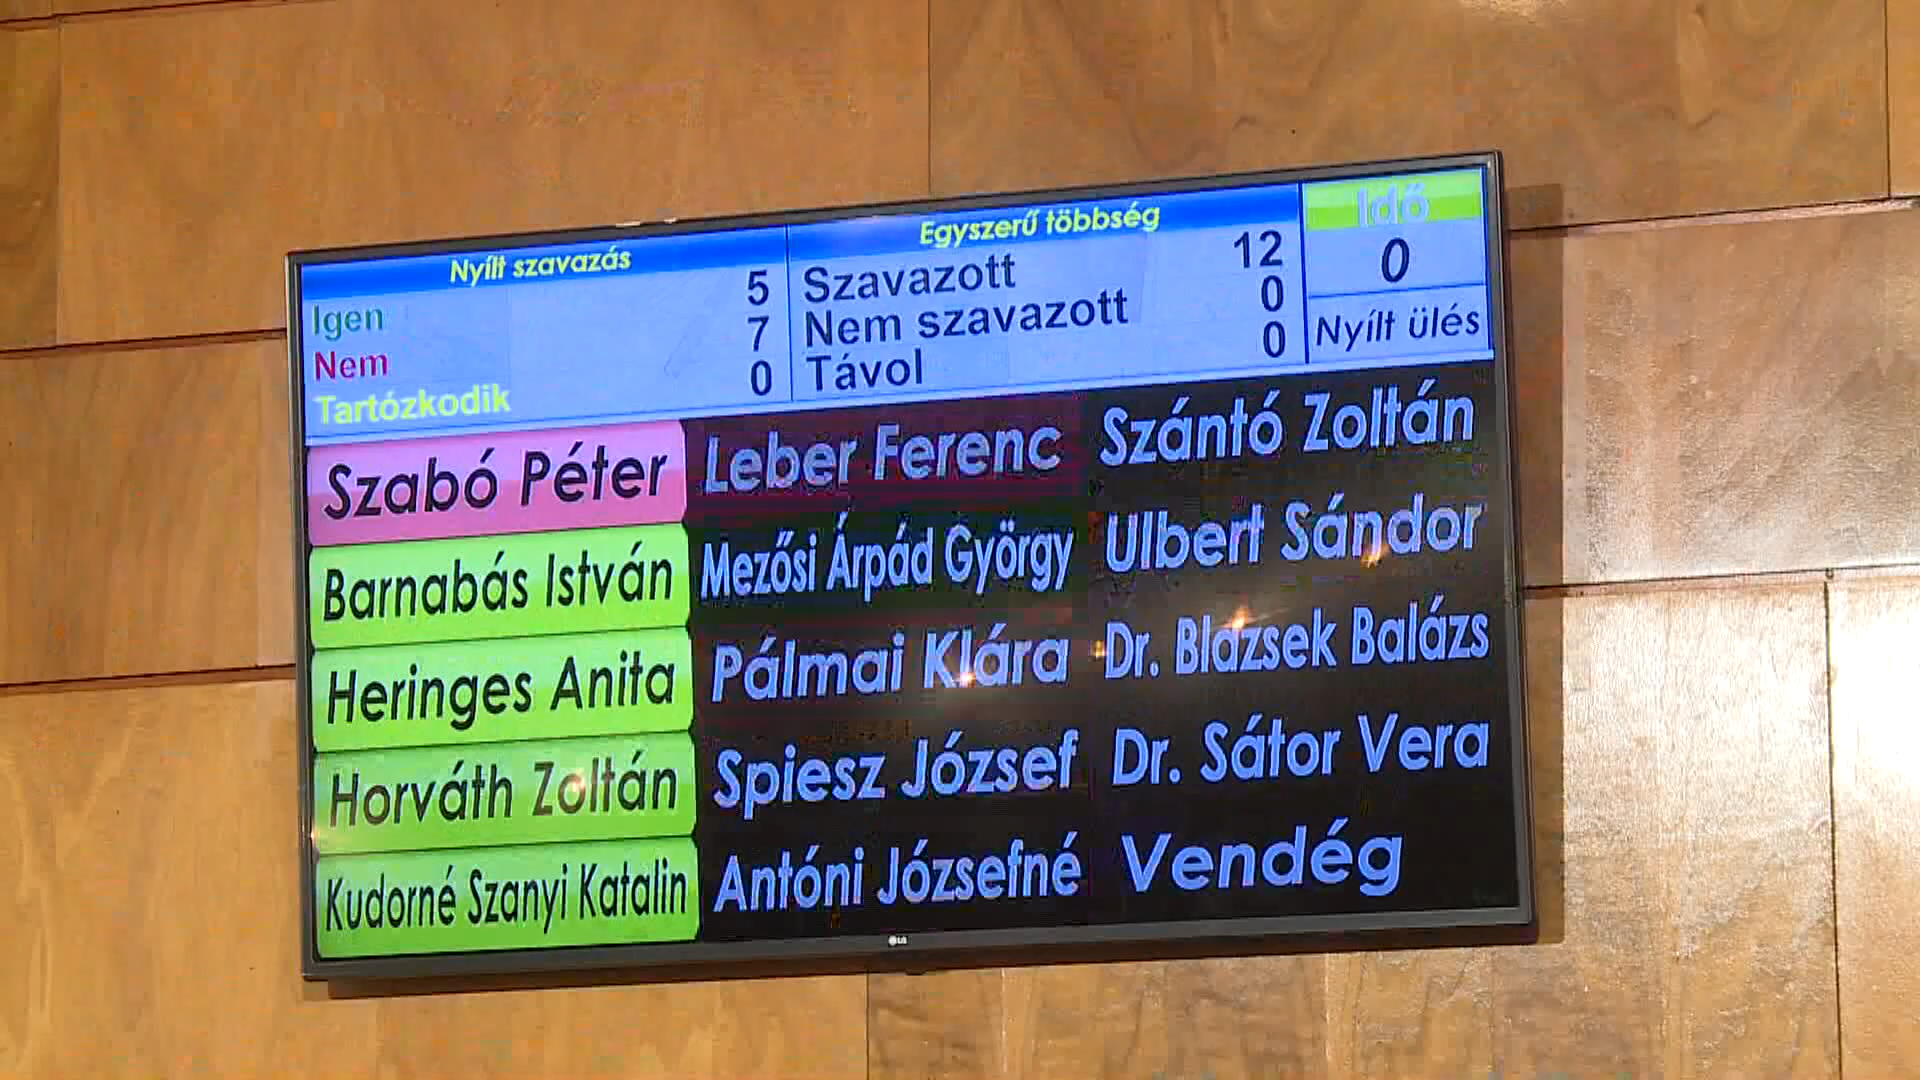 Nyílt szavazás
Igen 5
Nem 7
Tartózkodik 0
Egyszerű többség
Szavazott 12
Nem szavazott 0
Távol 0
Idő
0
Nyílt ülés
Szabó Péter
Barnabás István
Heringes Anita
Horváth Zoltán
Kudorné Szanyi Katalin
Leber Ferenc
Mezősi Árpád György
Pálmai Klára
Spiesz József
Antóni Józsefné
Szántó Zoltán
Ulbert Sándor
Dr. Blazsek Balázs
Dr. Sátor Vera
Vendég
LG